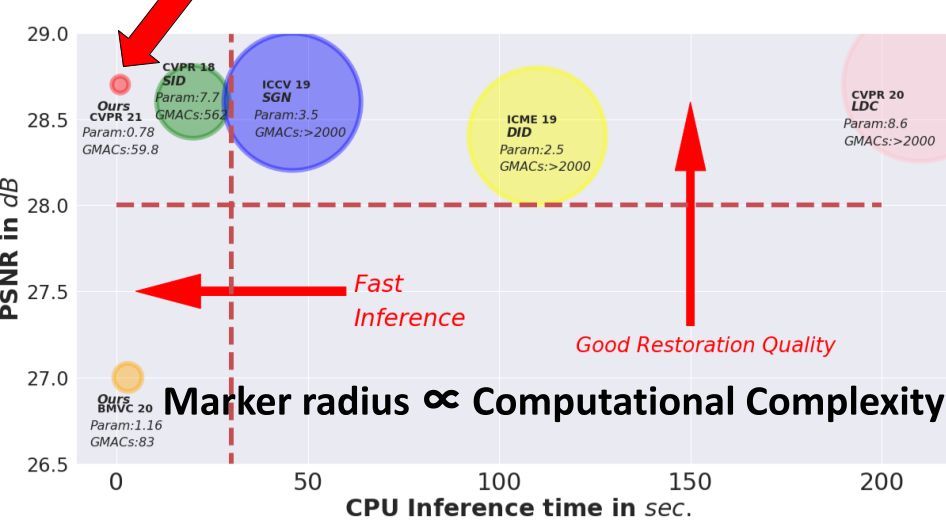 29.0
28.5
28.0
27.5
27.0
26.5
PSNR in dB
0
50
100
150
200
CPU Inference time in sec.
Ours
CVPR 21
Param:0.78
GMACs:59.8
CVPR 18
SID
Param:7.7
GMACs:562
ICCV 19
SGN
Param:3.5
GMACs:>2000
ICME 19
DID
Param:2.5
GMACs:>2000
CVPR 20
LDC
Param:8.6
GMACs:>2000
Fast
Inference
Good Restoration Quality
Ours
BMVC 20
Param:1.16
GMACs:83
Marker radius ∝ Computational Complexity